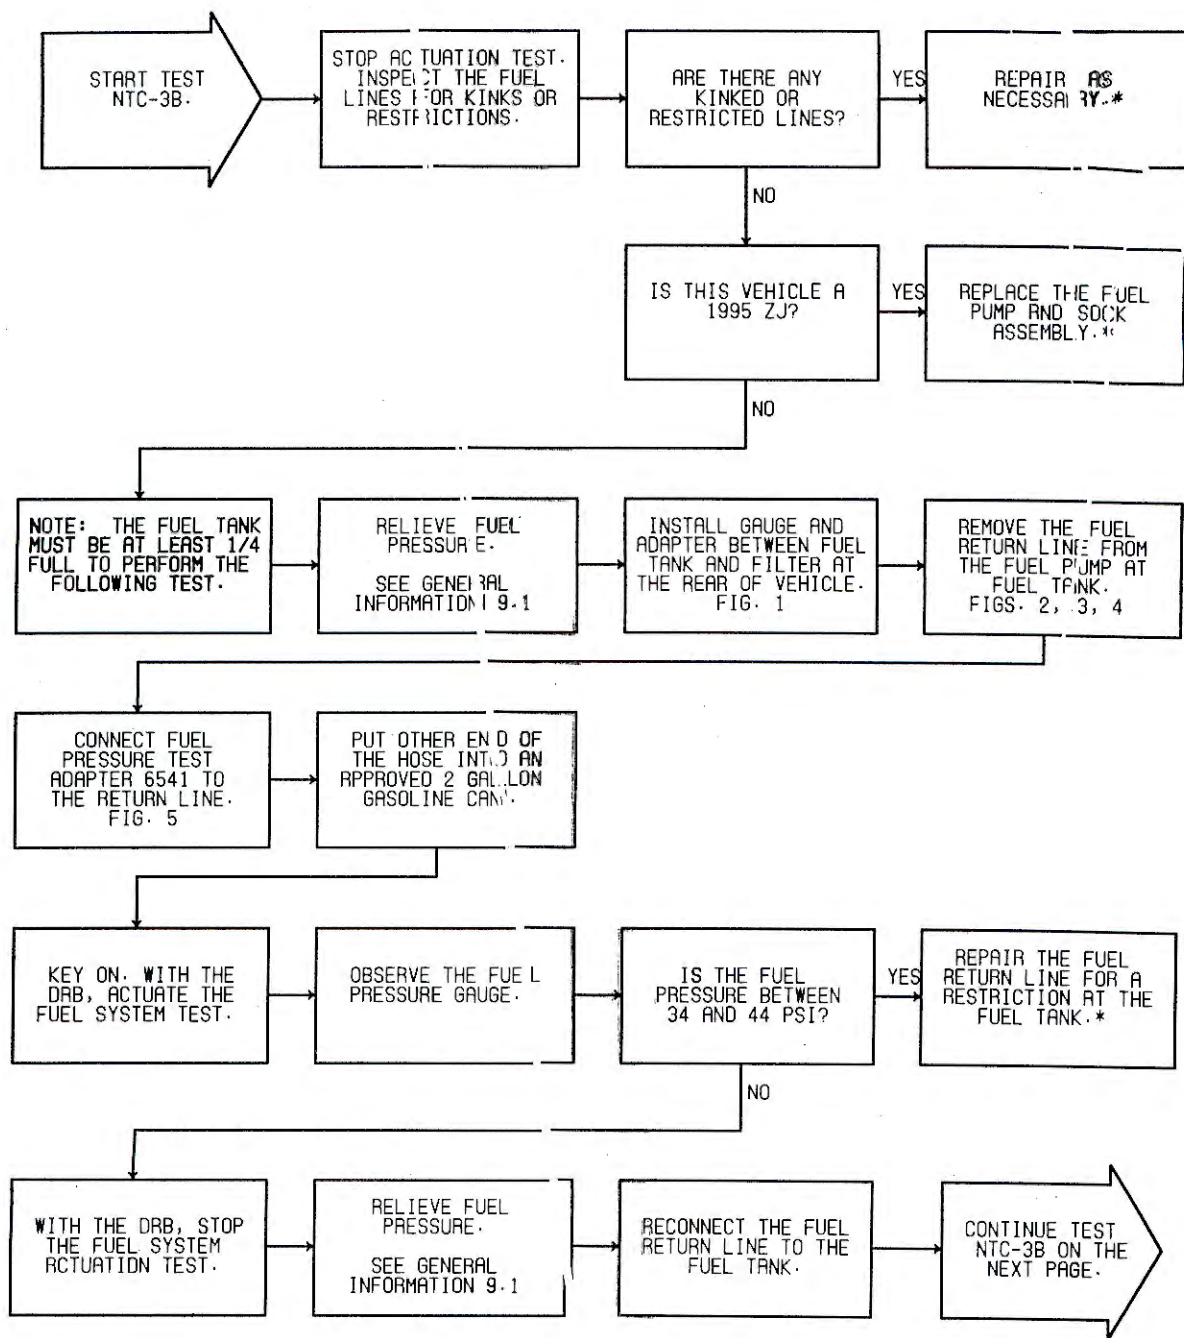 START TEST
NTC-3B.
STOP ACTUATION TEST.
INSPECT THE FUEL
LINES FOR KINKS OR
RESTRICTIONS.
ARE THERE ANY
KINKED OR
RESTRICTED LINES?
YES
REPAIR AS
NECESSARY.*
NO
IS THIS VEHICLE A
1995 ZJ?
YES
REPLACE THE FUEL
PUMP AND SOCK
ASSEMBLY.*
NO
NOTE: THE FUEL TANK
MUST BE AT LEAST 1/4
FULL TO PERFORM THE
FOLLOWING TEST.
RELIEVE FUEL
PRESSURE.
SEE GENERAL
INFORMATION 9.1
INSTALL GAUGE AND
ADAPTER BETWEEN FUEL
TANK AND FILTER AT
THE REAR OF VEHICLE.
FIG. 1
REMOVE THE FUEL
RETURN LINE FROM
THE FUEL PUMP AT
FUEL TANK.
FIGS. 2, 3, 4
CONNECT FUEL
PRESSURE TEST
ADAPTER 6541 TO
THE RETURN LINE.
FIG. 5
PUT OTHER END OF
THE HOSE INTO AN
APPROVED 2 GALLON
GASOLINE CAN.
KEY ON. WITH THE
DRB, ACTUATE THE
FUEL SYSTEM TEST.
OBSERVE THE FUEL
PRESSURE GAUGE.
IS THE FUEL
PRESSURE BETWEEN
34 AND 44 PSI?
YES
REPAIR THE FUEL
RETURN LINE FOR A
RESTRICTION AT THE
FUEL TANK.*
NO
WITH THE DRB, STOP
THE FUEL SYSTEM
ACTUATION TEST.
RELIEVE FUEL
PRESSURE.
SEE GENERAL
INFORMATION 9.1
RECONNECT THE FUEL
RETURN LINE TO THE
FUEL TANK.
CONTINUE TEST
NTC-3B ON THE
NEXT PAGE.